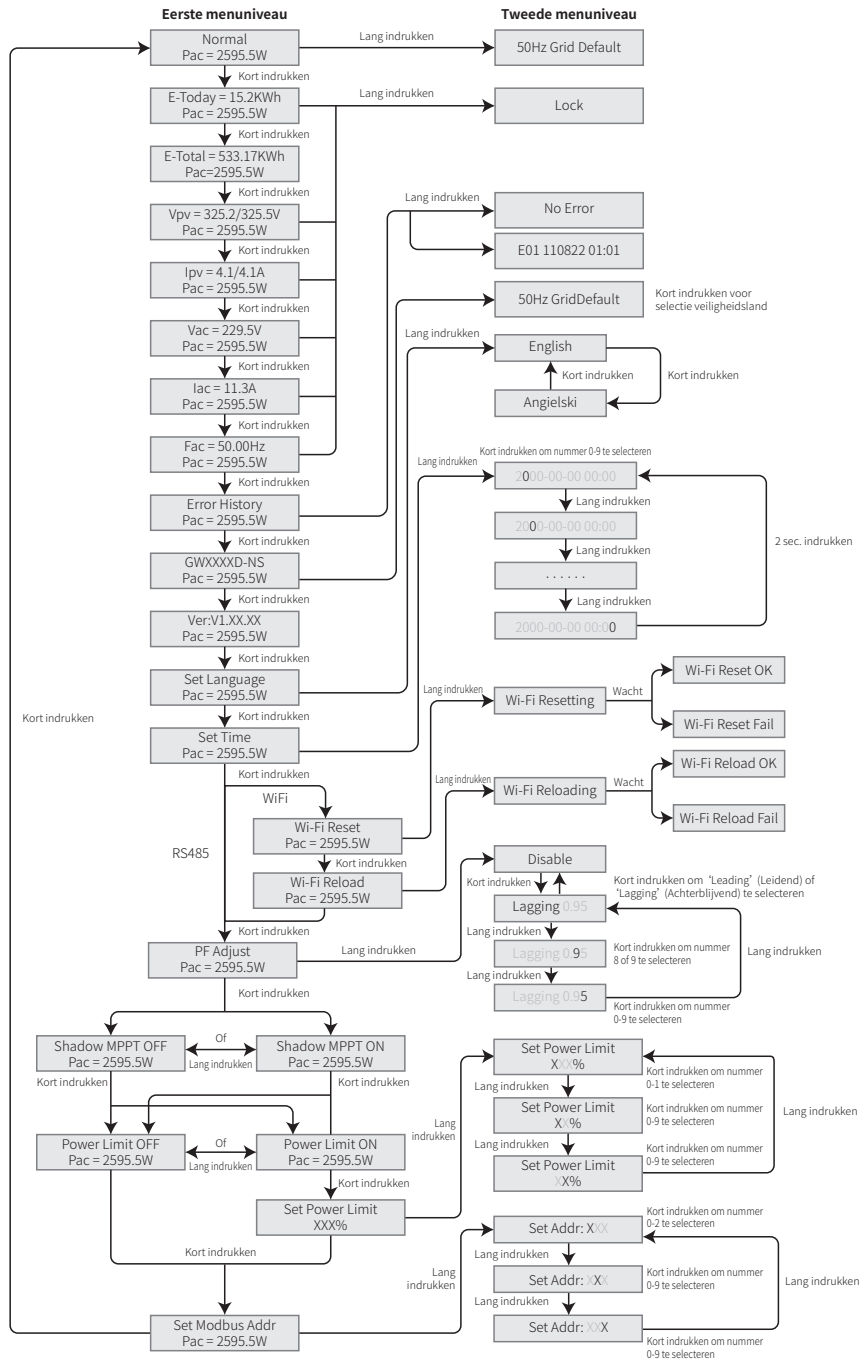 Eerste menuniveau
Tweede menuniveau
Normal
Pac = 2595.5W
Lang indrukken
50Hz Grid Default
Kort indrukken
E-Today = 15.2KWh
Pac = 2595.5W
Lang indrukken
Lock
Kort indrukken
E-Total = 533.17KWh
Pac=2595.5W
Kort indrukken
Vpv = 325.2/325.5V
Pac = 2595.5W
Lang indrukken
No Error
E01 110822 01:01
Kort indrukken
Ipv = 4.1/4.1A
Pac = 2595.5W
50Hz GridDefault
Kort indrukken voor
selectie veiligheidsland
Kort indrukken
Vac = 229.5V
Pac = 2595.5W
Lang indrukken
English
Kort indrukken
Kort indrukken
Angielski
Kort indrukken
Iac = 11.3A
Pac = 2595.5W
Kort indrukken
Fac = 50.00Hz
Pac = 2595.5W
Kort indrukken om nummer 0-9 te selecteren
Lang indrukken
2000-00-00 00:00
Lang indrukken
2000-00-00 00:00
Lang indrukken
. . . . . .
Lang indrukken
2000-00-00 00:00
2 sec. indrukken
Kort indrukken
Error History
Pac = 2595.5W
Kort indrukken
GWXXXXD-NS
Pac = 2595.5W
Kort indrukken
Ver:V1.XX.XX
Pac = 2595.5W
Kort indrukken
Set Language
Pac = 2595.5W
Kort indrukken
Set Time
Pac = 2595.5W
Kort indrukken
Lang indrukken
Wi-Fi Resetting
Wacht
Wi-Fi Reset OK
Wi-Fi Reset Fail
Kort indrukken
WiFi
RS485
Wi-Fi Reset
Pac = 2595.5W
Kort indrukken
Wi-Fi Reload
Pac = 2595.5W
Kort indrukken
Lang indrukken
Wi-Fi Reloading
Wacht
Wi-Fi Reload OK
Wi-Fi Reload Fail
PF Adjust
Pac = 2595.5W
Lang indrukken
Disable
Kort indrukken
Kort indrukken om ‘Leading’ (Leidend) of
‘Lagging’ (Achterblijvend) te selecteren
Lagging 0.95
Lang indrukken
Lagging 0.95
Kort indrukken om nummer
8 of 9 te selecteren
Lang indrukken
Lang indrukken
Lagging 0.95
Kort indrukken om nummer
0-9 te selecteren
Kort indrukken
Shadow MPPT OFF
Pac = 2595.5W
Of
Lang indrukken
Shadow MPPT ON
Pac = 2595.5W
Kort indrukken
Kort indrukken
Power Limit OFF
Pac = 2595.5W
Of
Lang indrukken
Power Limit ON
Pac = 2595.5W
Kort indrukken
Set Power Limit
XXX%
Lang
indrukken
Set Power Limit
XXX%
Kort indrukken om nummer
0-1 te selecteren
Lang indrukken
Set Power Limit
XX%
Kort indrukken om nummer
0-9 te selecteren
Lang indrukken
Lang indrukken
Set Power Limit
XX%
Kort indrukken om nummer
0-9 te selecteren
Kort indrukken
Lang
indrukken
Set Addr: XXX
Kort indrukken om nummer
0-2 te selecteren
Lang indrukken
Set Addr: XXX
Kort indrukken om nummer
0-9 te selecteren
Lang indrukken
Lang indrukken
Set Addr: XXX
Kort indrukken om nummer
0-9 te selecteren
Set Modbus Addr
Pac = 2595.5W